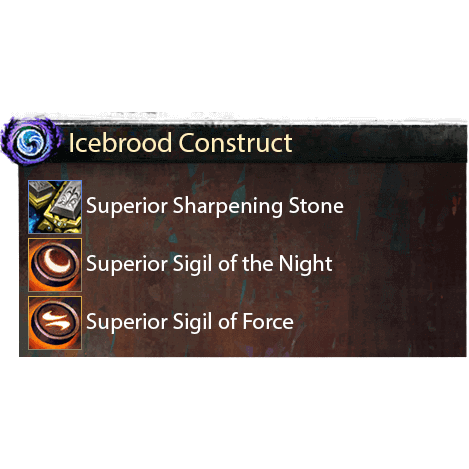 Icebrood Construct
Superior Sharpening Stone
Superior Sigil of the Night
Superior Sigil of Force